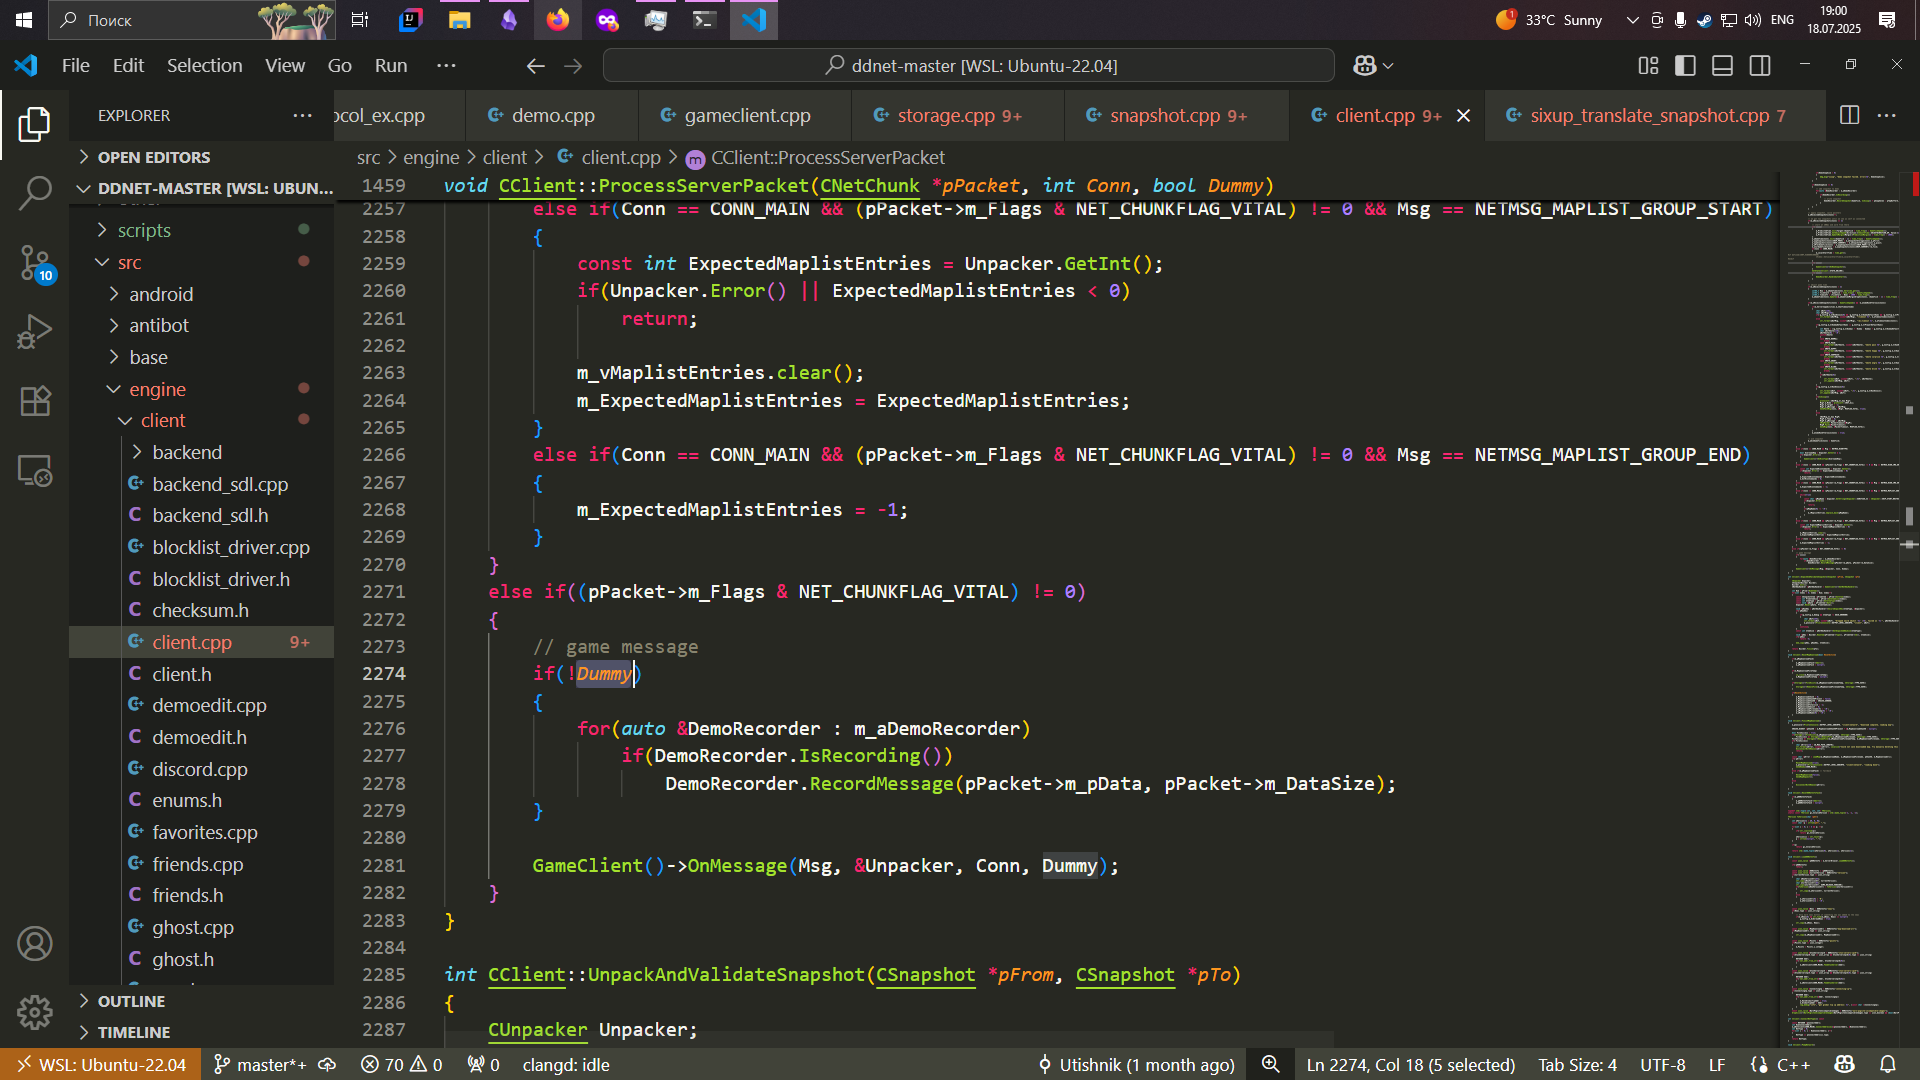 Поиск
33°C Sunny
ENG
19:00
18.07.2025
File Edit Selection View Go Run ···
ddnet-master [WSL: Ubuntu-22.04]
EXPLORER
ocol_ex.cpp
demo.cpp
gameclient.cpp
storage.cpp 9+
snapshot.cpp 9+
client.cpp 9+
sixup_translate_snapshot.cpp 7
OPEN EDITORS
DDNET-MASTER [WSL: UBUN...
scripts
src
android
antibot
base
engine
client
backend
backend_sdl.cpp
backend_sdl.h
blocklist_driver.cpp
blocklist_driver.h
checksum.h
client.cpp 9+
client.h
demoedit.cpp
demoedit.h
discord.cpp
enums.h
favorites.cpp
friends.cpp
friends.h
ghost.cpp
ghost.h
OUTLINE
TIMELINE
src > engine > client > client.cpp > CClient::ProcessServerPacket
1459 void CClient::ProcessServerPacket(CNetChunk *pPacket, int Conn, bool Dummy)
2257 else if(Conn == CONN_MAIN && (pPacket->m_Flags & NET_CHUNKFLAG_VITAL) != 0 && Msg == NETMSG_MAPLIST_GROUP_START)
2258 {
2259 const int ExpectedMaplistEntries = Unpacker.GetInt();
2260 if(Unpacker.Error() || ExpectedMaplistEntries < 0)
2261 return;
2262
2263 m_vMaplistEntries.clear();
2264 m_ExpectedMaplistEntries = ExpectedMaplistEntries;
2265 }
2266 else if(Conn == CONN_MAIN && (pPacket->m_Flags & NET_CHUNKFLAG_VITAL) != 0 && Msg == NETMSG_MAPLIST_GROUP_END)
2267 {
2268 m_ExpectedMaplistEntries = -1;
2269 }
2270 }
2271 else if((pPacket->m_Flags & NET_CHUNKFLAG_VITAL) != 0)
2272 {
2273 // game message
2274 if(!Dummy)
2275 {
2276 for(auto &DemoRecorder : m_aDemoRecorder)
2277 if(DemoRecorder.IsRecording())
2278 DemoRecorder.RecordMessage(pPacket->m_pData, pPacket->m_DataSize);
2279 }
2280
2281 GameClient()->OnMessage(Msg, &Unpacker, Conn, Dummy);
2282 }
2283 }
2284
2285 int CClient::UnpackAndValidateSnapshot(CSnapshot *pFrom, CSnapshot *pTo)
2286 {
2287 CUnpacker Unpacker;
10
WSL: Ubuntu-22.04 master*+ 70 0 0 clangd: idle Utishnik (1 month ago) Ln 2274, Col 18 (5 selected) Tab Size: 4 UTF-8 LF {} C++